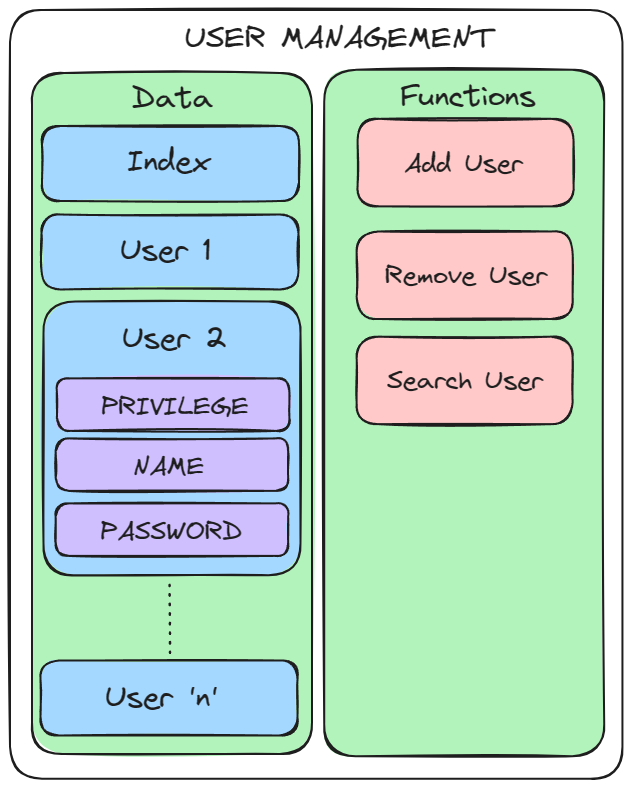 USER MANAGEMENT
Data
Index
User 1
User 2
PRIVILEGE
NAME
PASSWORD
User 'n'
Functions
Add User
Remove User
Search User